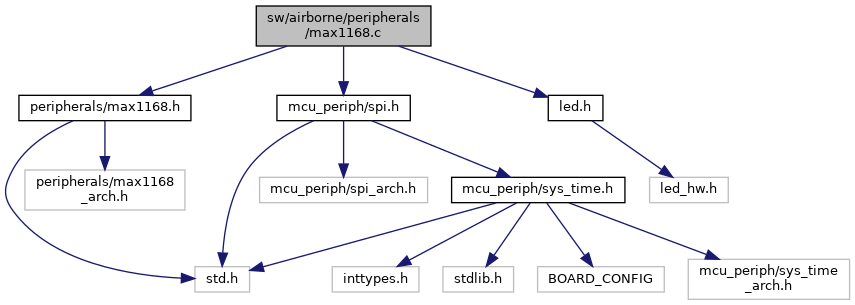 sw/airborne/peripherals
/max1168.c
peripherals/max1168.h
mcu_periph/spi.h
led.h
peripherals/max1168
_arch.h
mcu_periph/spi_arch.h
mcu_periph/sys_time.h
led_hw.h
std.h
inttypes.h
stdlib.h
BOARD_CONFIG
mcu_periph/sys_time
_arch.h